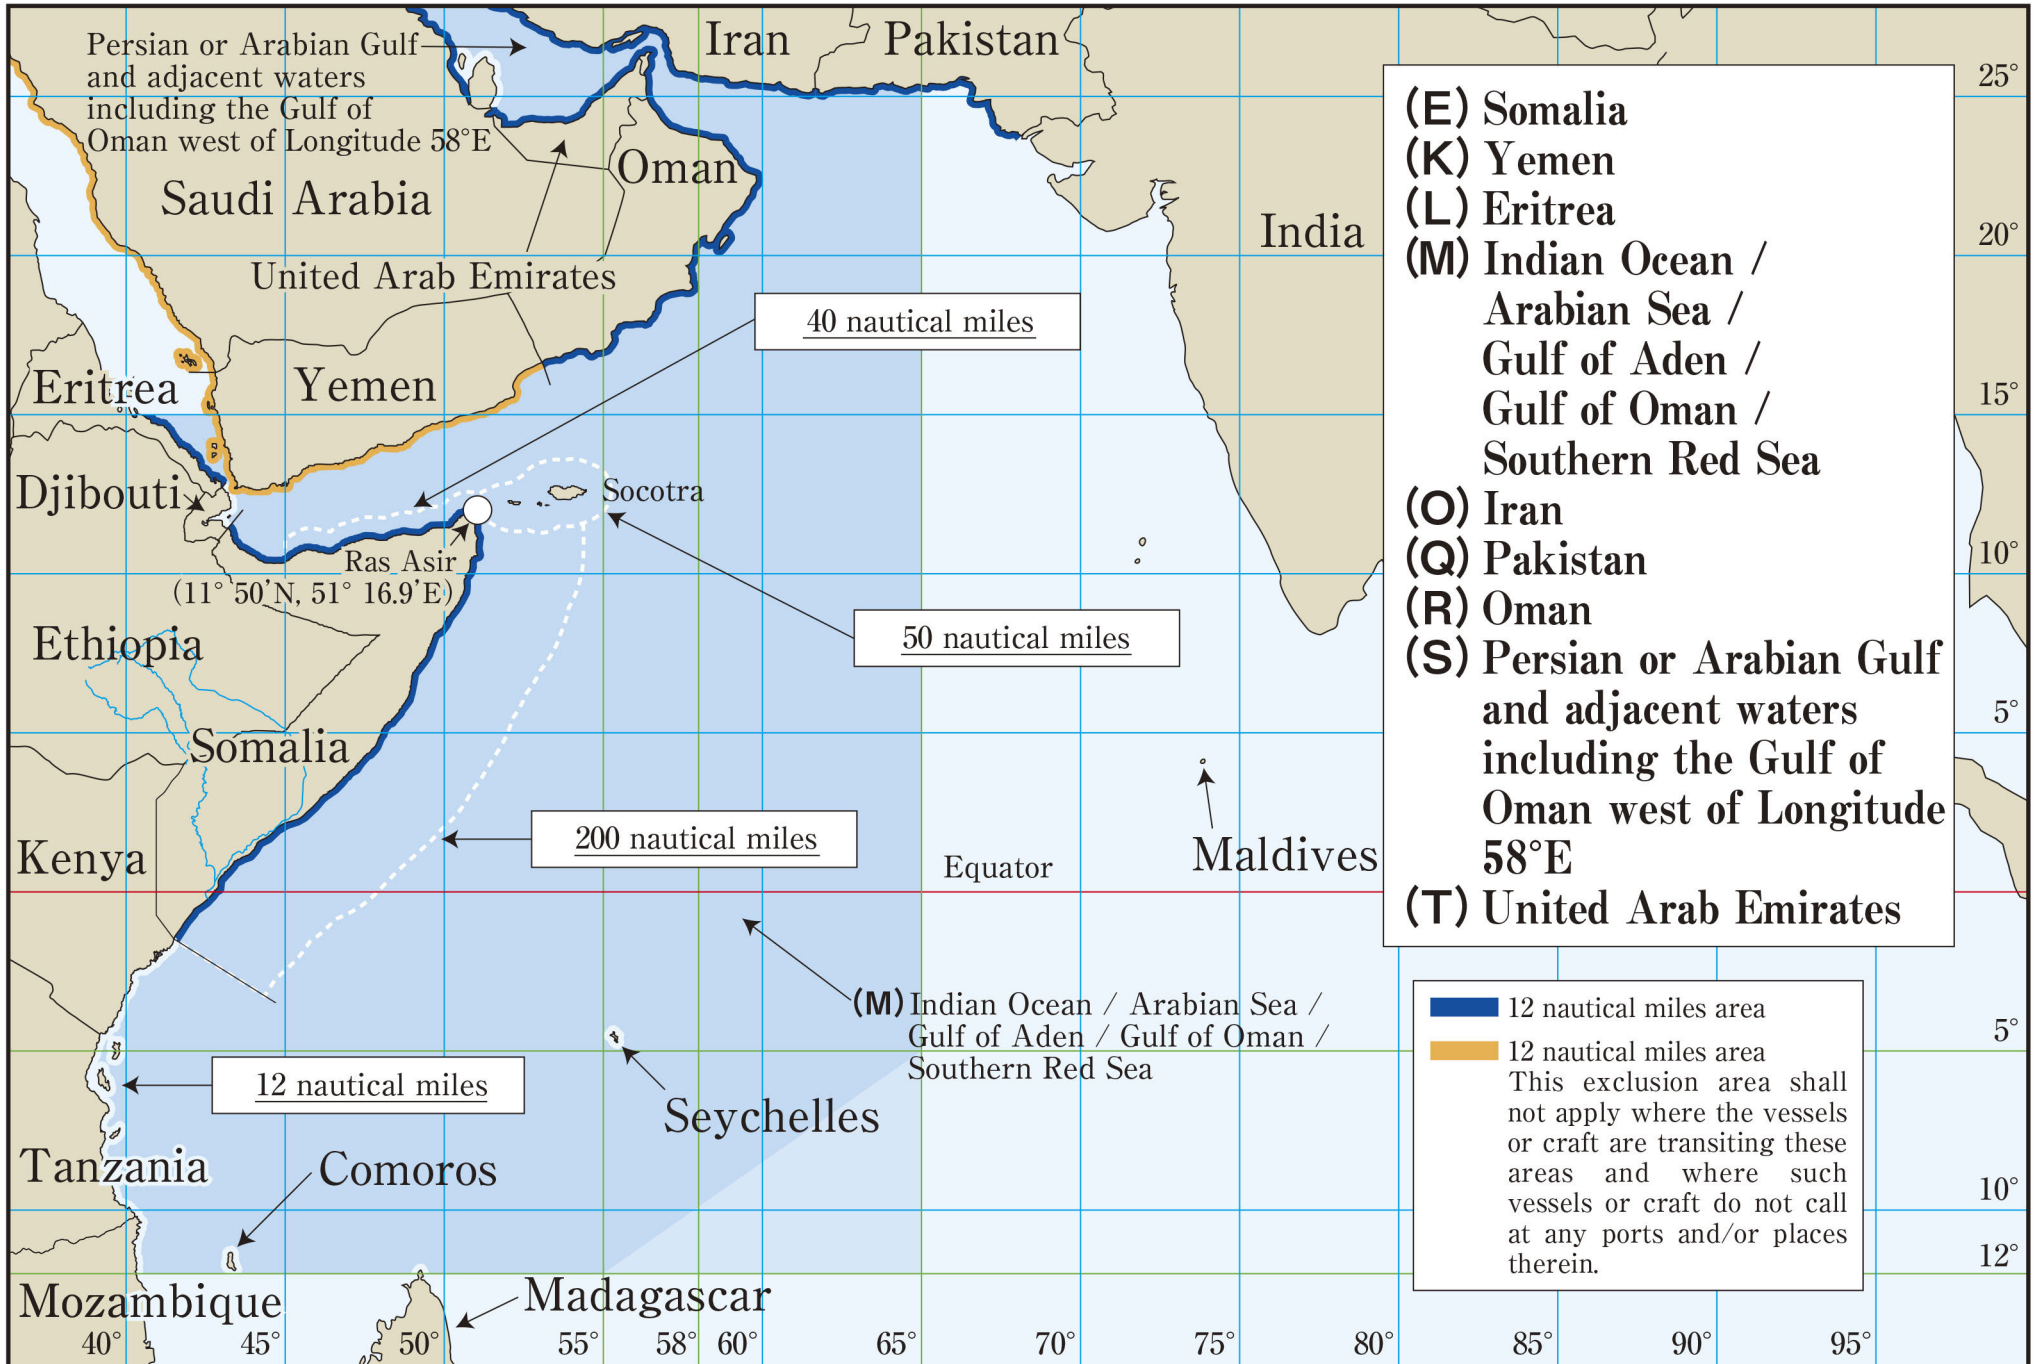 Persian or Arabian Gulf
and adjacent waters
including the Gulf of
Oman west of Longitude 58°E
Iran
Pakistan
Saudi Arabia
Oman
India
United Arab Emirates
40 nautical miles
Eritrea
Yemen
Djibouti
Socotra
Ras Asir
(11° 50’N, 51° 16.9’E)
50 nautical miles
Ethiopia
Somalia
200 nautical miles
Kenya
Equator
Maldives
(M) Indian Ocean / Arabian Sea /
Gulf of Aden / Gulf of Oman /
Southern Red Sea
12 nautical miles
Seychelles
Tanzania
Comoros
Mozambique
Madagascar
40°
45°
50°
55°
58°
60°
65°
70°
75°
80°
85°
90°
95°
25°
20°
15°
10°
5°
5°
10°
12°
(E) Somalia
(K) Yemen
(L) Eritrea
(M) Indian Ocean /
Arabian Sea /
Gulf of Aden /
Gulf of Oman /
Southern Red Sea
(O) Iran
(Q) Pakistan
(R) Oman
(S) Persian or Arabian Gulf
and adjacent waters
including the Gulf of
Oman west of Longitude
58°E
(T) United Arab Emirates
12 nautical miles area
12 nautical miles area
This exclusion area shall
not apply where the vessels
or craft are transiting these
areas and where such
vessels or craft do not call
at any ports and/or places
therein.